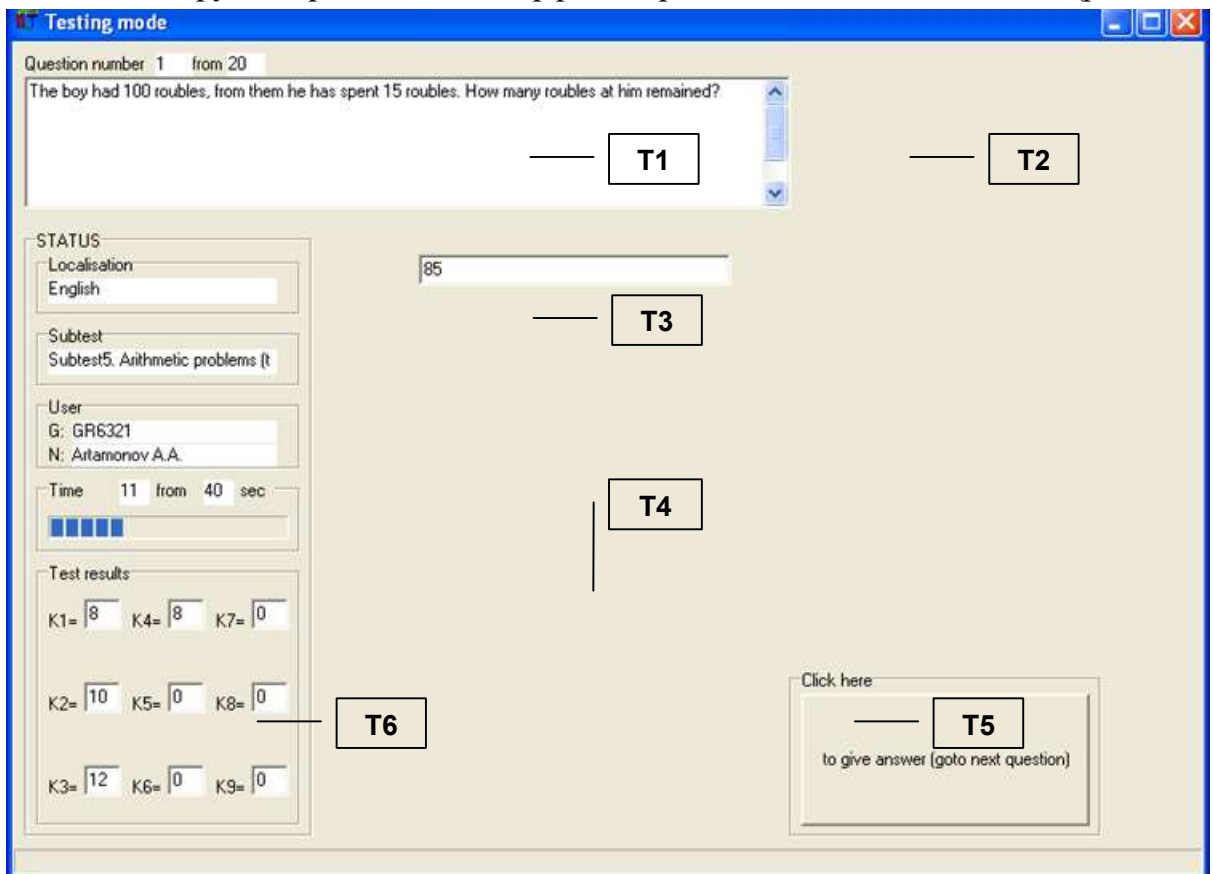 Testing mode
Question number 1 from 20
The boy had 100 roubles, from them he has spent 15 roubles. How many roubles at him remained?
T1
T2
STATUS
Localisation
English
85
T3
Subtest
Subtest5. Arithmetic problems (t
User
G: GR6321
N: Artamonov A.A.
Time 11 from 40 sec
T4
Test results
K1= 8 K4= 8 K7= 0
K2= 10 K5= 0 K8= 0
T6
Click here
T5
to give answer (goto next question)
K3= 12 K6= 0 K9= 0